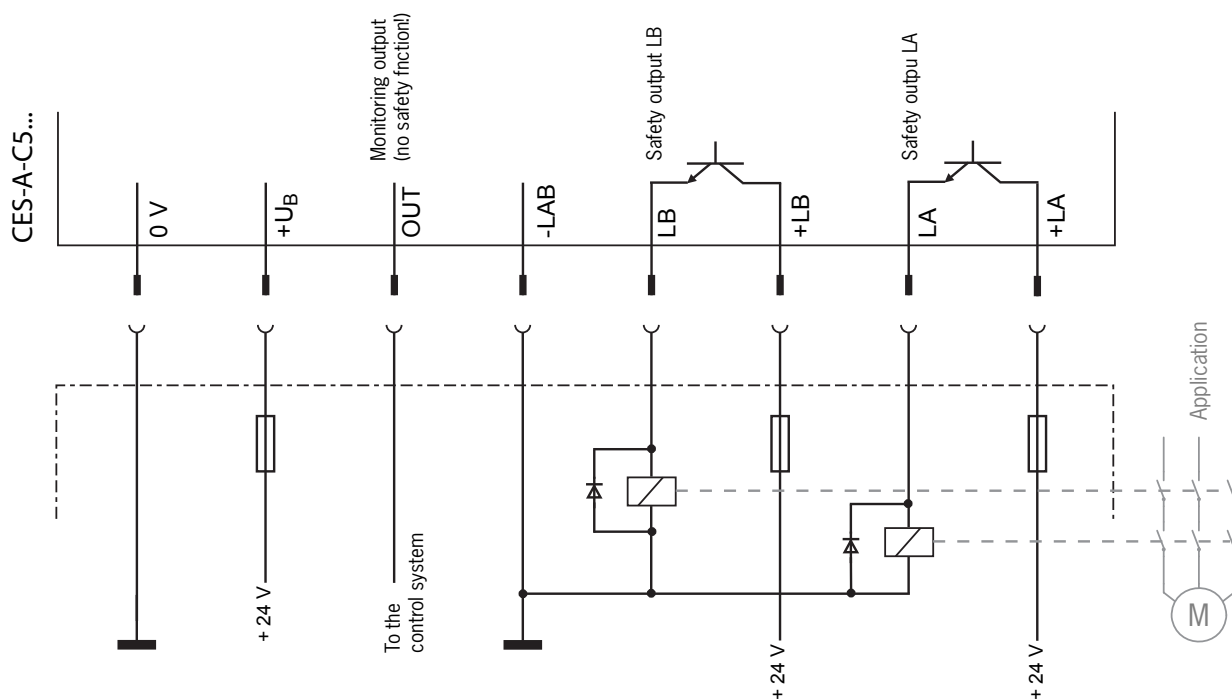 CES-A-C5...
0 V
+UB
Monitoring output
(no safety fnction!)
OUT
-LAB
Safety output LB
LB
+LB
Safety outpu LA
LA
+LA
+ 24 V
To the
control system
+ 24 V
+ 24 V
Application
M